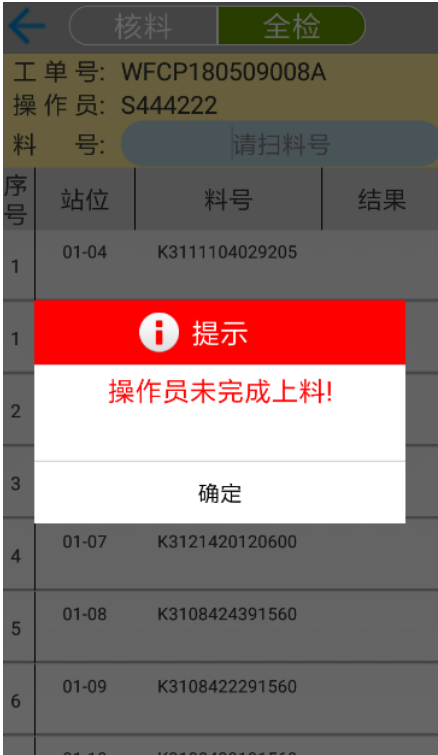 核料 全检
工单号: WFCP180509008A
操作员: S444222
料 号: 请扫料号
序号 站位 料号 结果
1 01-04 K3111104029205
1
提示
操作员未完成上料!
2
3
确定
4 01-07 K3121420120600
5 01-08 K3108424391560
6 01-09 K3108422291560